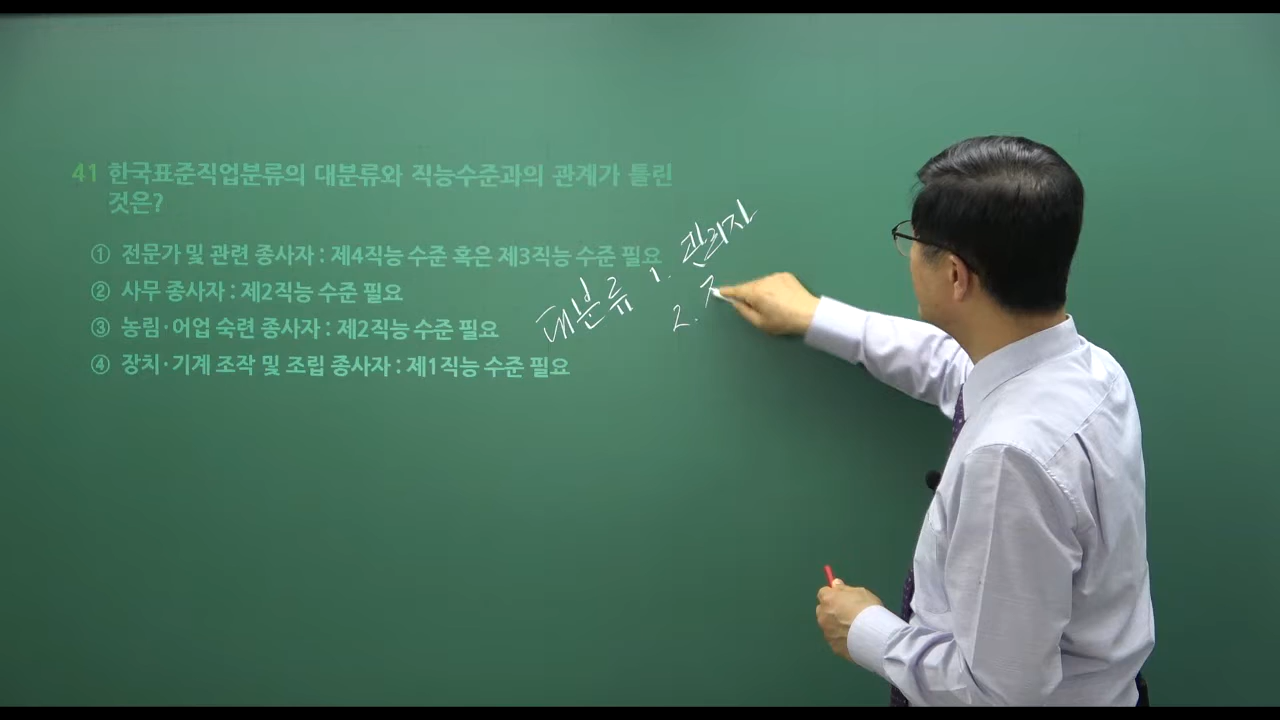 41 한국표준직업분류의 대분류와 직능수준과의 관계가 틀린
것은?
① 전문가 및 관련 종사자 : 제4직능 수준 혹은 제3직능 수준 필요
② 사무 종사자 : 제2직능 수준 필요
③ 농림·어업 숙련 종사자 : 제2직능 수준 필요
④ 장치·기계 조작 및 조립 종사자 : 제1직능 수준 필요
대분류 1. 관리자
2.